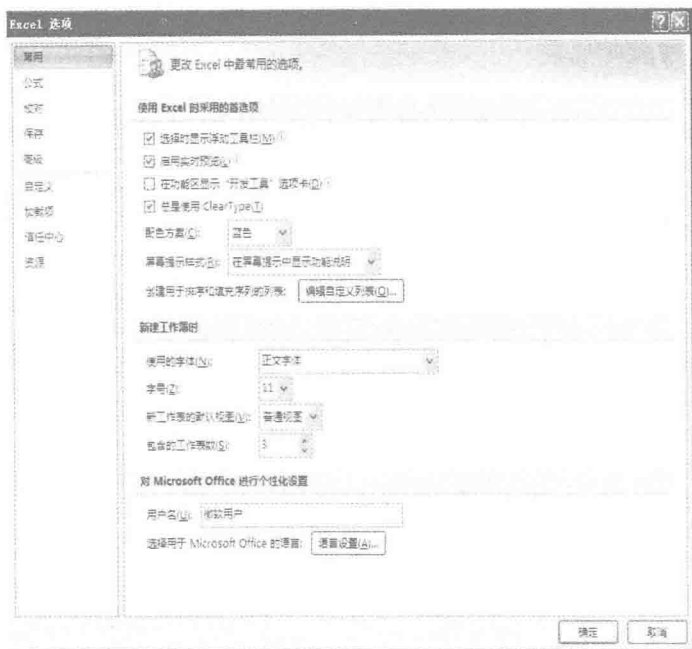 Excel 选项
常用
公式
校对
保存
高级
自定义
加载项
信任中心
资源
更改 Excel 中最常用的选项。
使用 Excel 时采用的首选项
选择时显示浮动工具栏(M)
启用实时预览(L)
在功能区显示“开发工具”选项卡(D)
总是使用 ClearType(T)
配色方案(C): 蓝色
屏幕提示样式(R): 在屏幕提示中显示功能说明
创建用于排序和填充序列的列表: 编辑自定义列表(O)...
新建工作簿时
使用的字体(N): 正文字体
字号(Z): 11
新工作表的默认视图(V): 普通视图
包含的工作表数(S): 3
对 Microsoft Office 进行个性化设置
用户名(U): 微软用户
选择用于 Microsoft Office 的语言: 语言设置(A)...
确定 取消